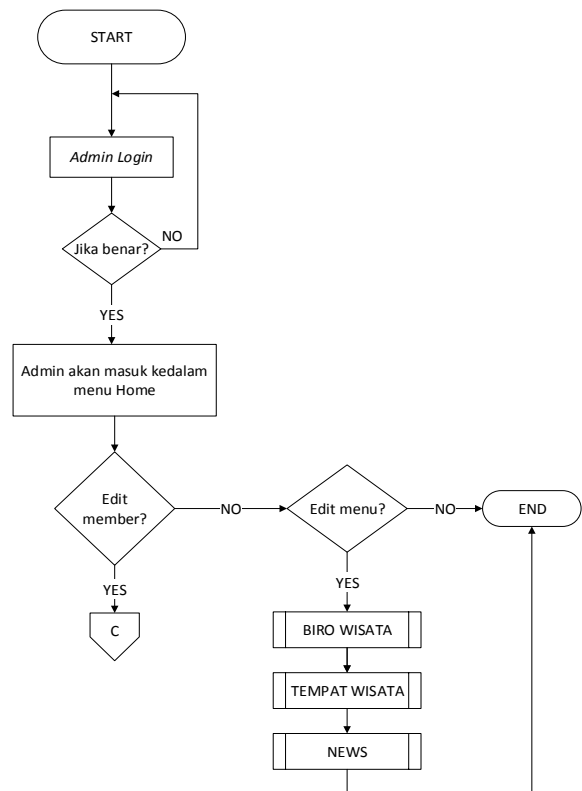 START
Admin Login
Jika benar?
NO
YES
Admin akan masuk kedalam
menu Home
Edit
member?
NO
Edit menu?
NO
END
YES
C
YES
BIRO WISATA
TEMPAT WISATA
NEWS